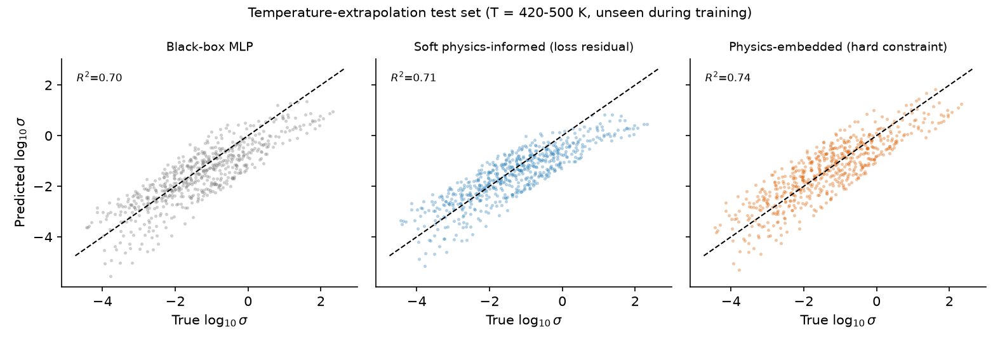 Temperature-extrapolation test set (T = 420-500 K, unseen during training)
Black-box MLP
Soft physics-informed (loss residual)
Physics-embedded (hard constraint)
R²=0.70
R²=0.71
R²=0.74
Predicted log₁₀ σ
2
0
−2
−4
−4 −2 0 2
−4 −2 0 2
−4 −2 0 2
True log₁₀ σ
True log₁₀ σ
True log₁₀ σ